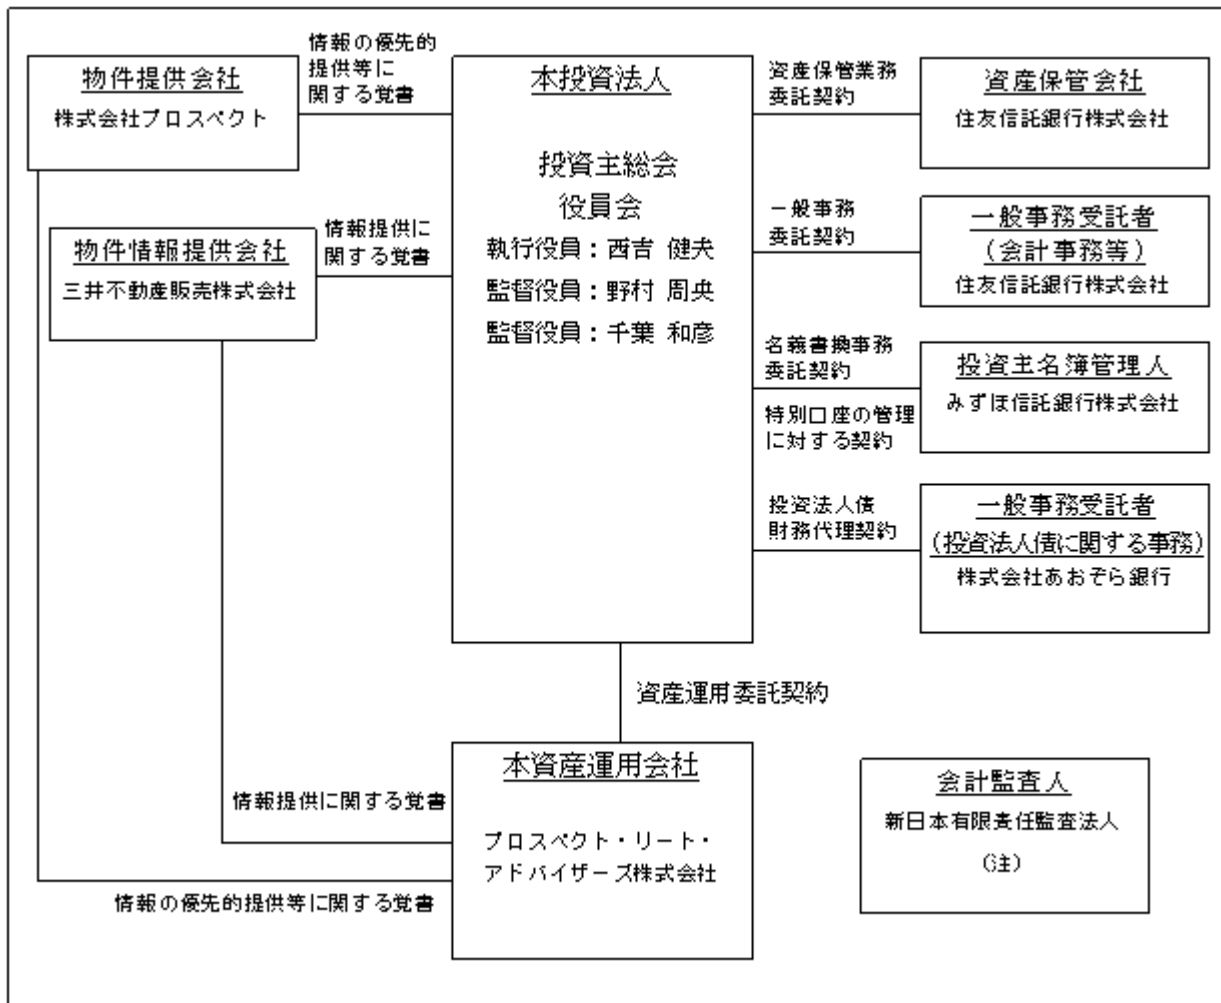 物件提供会社
株式会社プロスペクト
情報の優先的
提供等に
関する覚書
物件情報提供会社
三井不動産販売株式会社
情報提供に
関する覚書
本投資法人
投資主総会
役員会
執行役員：西吉 健夫
監督役員：野村 周央
監督役員：千葉 和彦
資産保管業務
委託契約
資産保管会社
住友信託銀行株式会社
一般事務
委託契約
一般事務受託者
（会計事務等）
住友信託銀行株式会社
名義書換事務
委託契約
特別口座の管理
に対する契約
投資主名簿管理人
みずほ信託銀行株式会社
投資法人債
財務代理契約
一般事務受託者
（投資法人債に関する事務）
株式会社あおぞら銀行
資産運用委託契約
本資産運用会社
プロスペクト・リート・
アドバイザーズ株式会社
情報提供に関する覚書
情報の優先的提供等に関する覚書
会計監査人
新日本有限責任監査法人
（注）